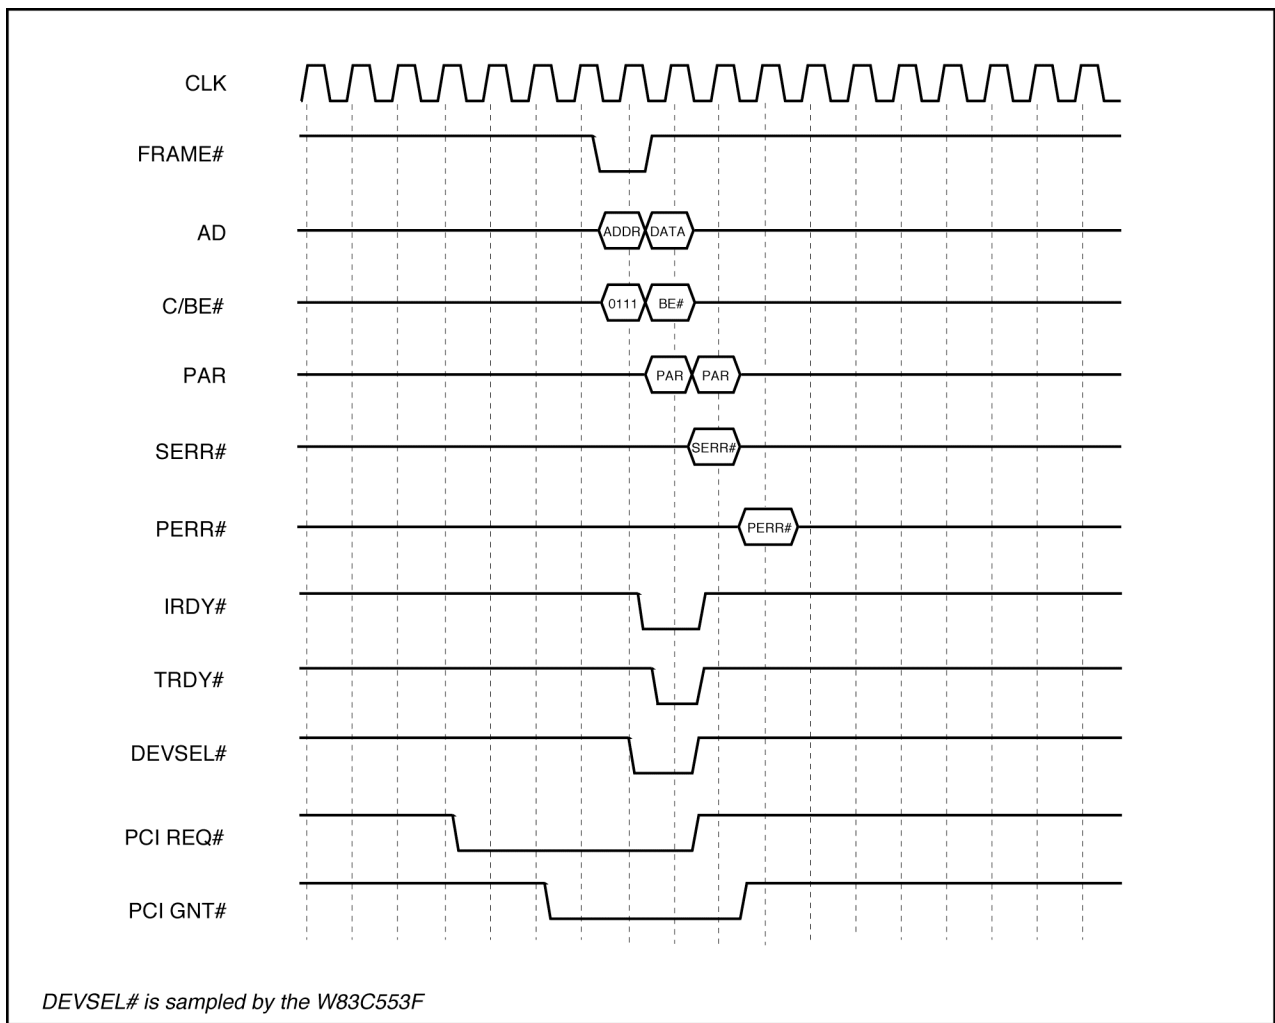 CLK
FRAME#
AD
ADDR DATA
C/BE#
0111 BE#
PAR
PAR PAR
SERR#
SERR#
PERR#
PERR#
IRDY#
TRDY#
DEVSEL#
PCI REQ#
PCI GNT#
DEVSEL# is sampled by the W83C553F